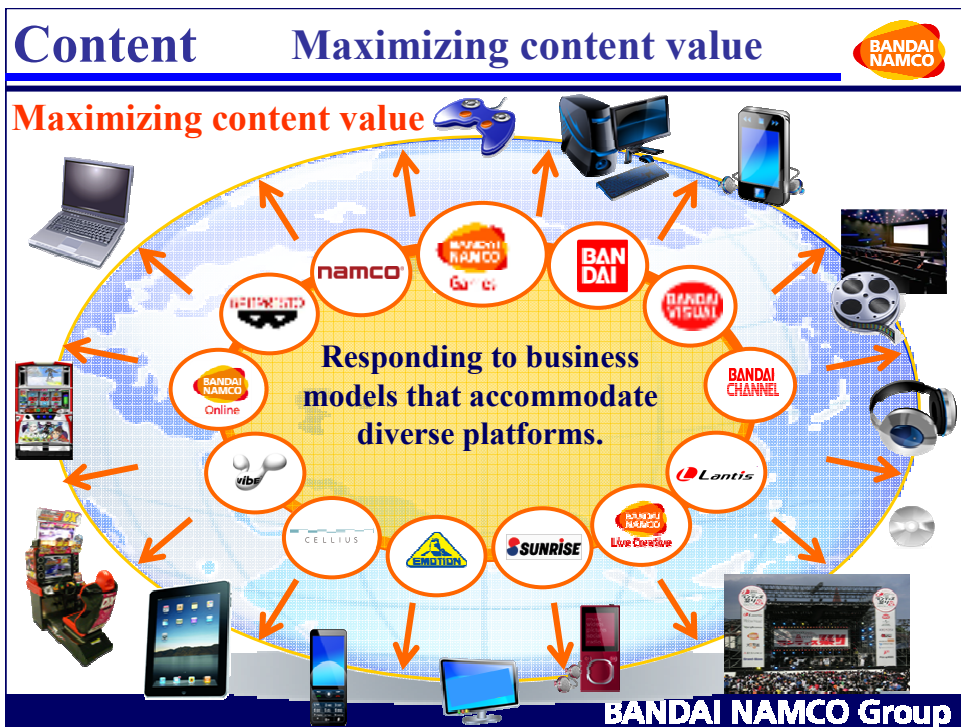 Content
Maximizing content value
BANDAI
NAMCO
Maximizing content value
namco
BANDAI
NAMCO
Games
BAN
DAI
BANDAI
VISUAL
BANDAI
CHANNEL
Lantis
BANDAI
NAMCO
Live Creative
SUNRISE
EMOTION
CELLIUS
vibe
BANDAI
NAMCO
Online
Responding to business
models that accommodate
diverse platforms.
BANDAI NAMCO Group